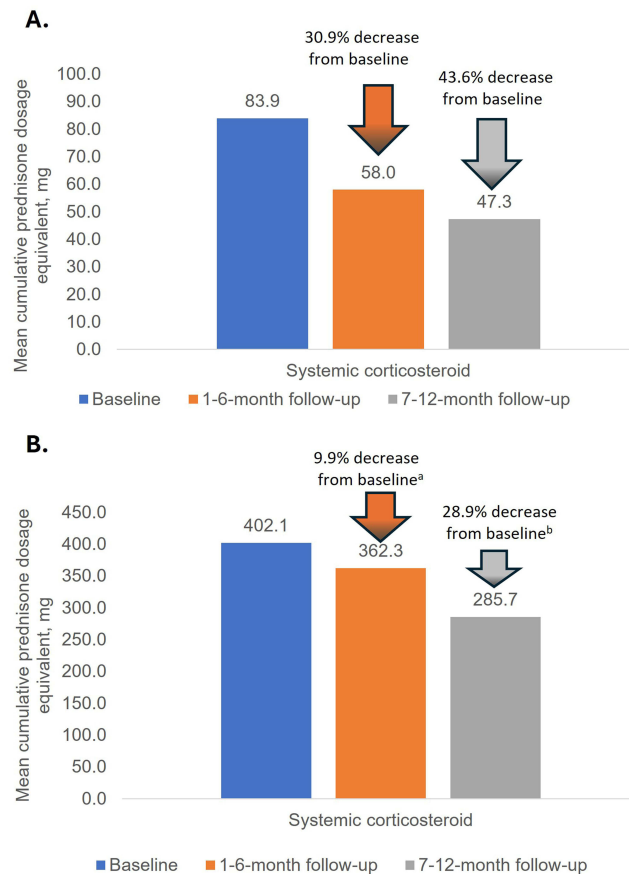 A.
30.9% decrease
from baseline
43.6% decrease
from baseline
Mean cumulative prednisone dosage
equivalent, mg
100.0
90.0
80.0
70.0
60.0
50.0
40.0
30.0
20.0
10.0
0.0
83.9
58.0
47.3
Systemic corticosteroid
Baseline
1-6-month follow-up
7-12-month follow-up
B.
9.9% decrease
from baselineᵃ
28.9% decrease
from baselineᵇ
Mean cumulative prednisone dosage
equivalent, mg
450.0
400.0
350.0
300.0
250.0
200.0
150.0
100.0
50.0
0.0
402.1
362.3
285.7
Systemic corticosteroid
Baseline
1-6-month follow-up
7-12-month follow-up